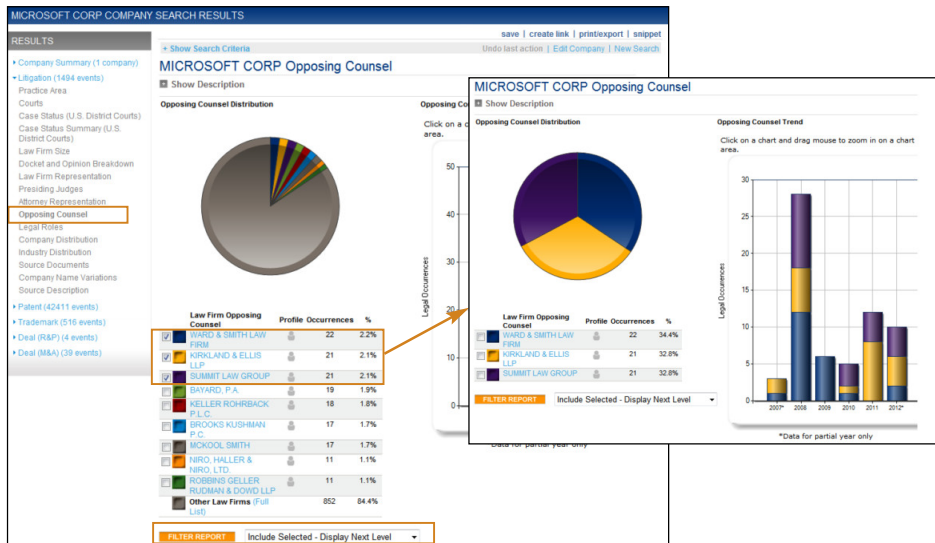 MICROSOFT CORP COMPANY SEARCH RESULTS
RESULTS
Company Summary (1 company)
Litigation (1494 events)
Practice Area
Courts
Case Status (U.S. District Courts)
Case Status Summary (U.S.
District Courts)
Law Firm Size
Docket and Opinion Breakdown
Law Firm Representation
Presiding Judges
Attorney Representation
Opposing Counsel
Legal Roles
Company Distribution
Industry Distribution
Source Documents
Company Name Variations
Source Description
Patent (42411 events)
Trademark (516 events)
Deal (R&P) (4 events)
Deal (M&A) (39 events)
save | create link | print/export | snippet
+ Show Search Criteria
Undo last action | Edit Company | New Search
MICROSOFT CORP Opposing Counsel
Show Description
Opposing Counsel Distribution
Opposing Co
Click on a c
area.
50
40
30
20
10
0
Law Firm Opposing
Counsel
Profile Occurrences %
WARD & SMITH LAW
FIRM
22 2.2%
KIRKLAND & ELLIS
LLP
21 2.1%
SUMMIT LAW GROUP 21 2.1%
BAYARD, P.A. 19 1.9%
KELLER ROHRBACK
P.L.C.
18 1.8%
BROOKS KUSHMAN
P.C.
17 1.7%
MCKOOL SMITH 17 1.7%
NIRO, HALLER &
NIRO, LTD.
11 1.1%
ROBBINS GELLER
RUDMAN & DOWD LLP
11 1.1%
Other Law Firms (Full
List)
852 84.4%
FILTER REPORT Include Selected - Display Next Level
MICROSOFT CORP Opposing Counsel
Show Description
Opposing Counsel Distribution
Law Firm Opposing
Counsel
Profile Occurrences %
WARD & SMITH LAW
FIRM
22 34.4%
KIRKLAND & ELLIS
LLP
21 32.8%
SUMMIT LAW GROUP 21 32.8%
FILTER REPORT Include Selected - Display Next Level
Opposing Counsel Trend
Click on a chart and drag mouse to zoom in on a chart
area.
Legal Occurrences
30
25
20
15
10
5
0
2007* 2008 2009 2010 2011 2012*
*Data for partial year only